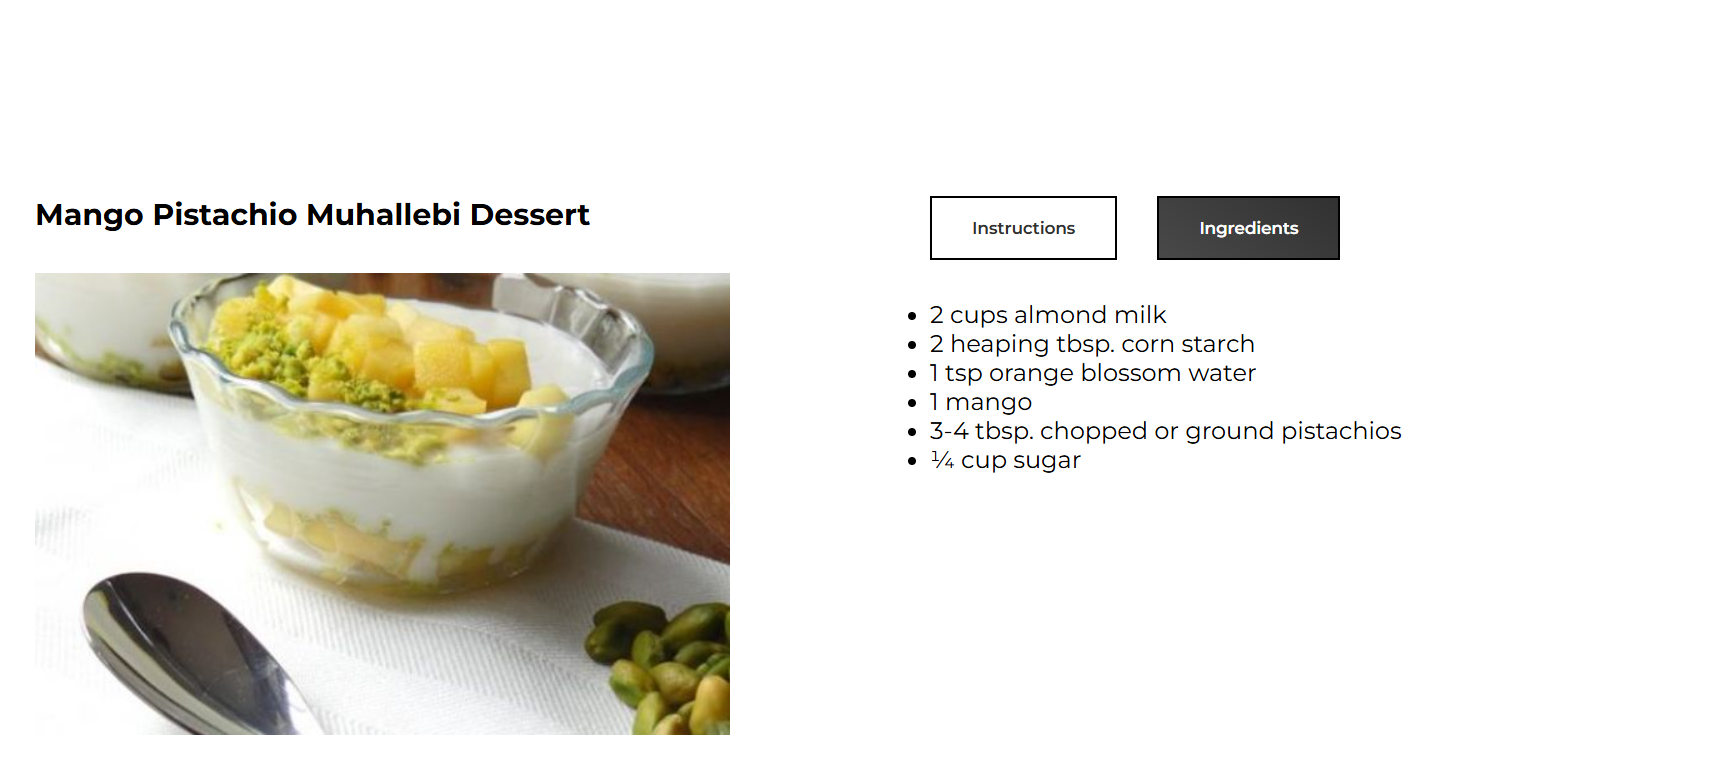 Mango Pistachio Muhallebi Dessert
Instructions
Ingredients
2 cups almond milk
2 heaping tbsp. corn starch
1 tsp orange blossom water
1 mango
3-4 tbsp. chopped or ground pistachios
¼ cup sugar